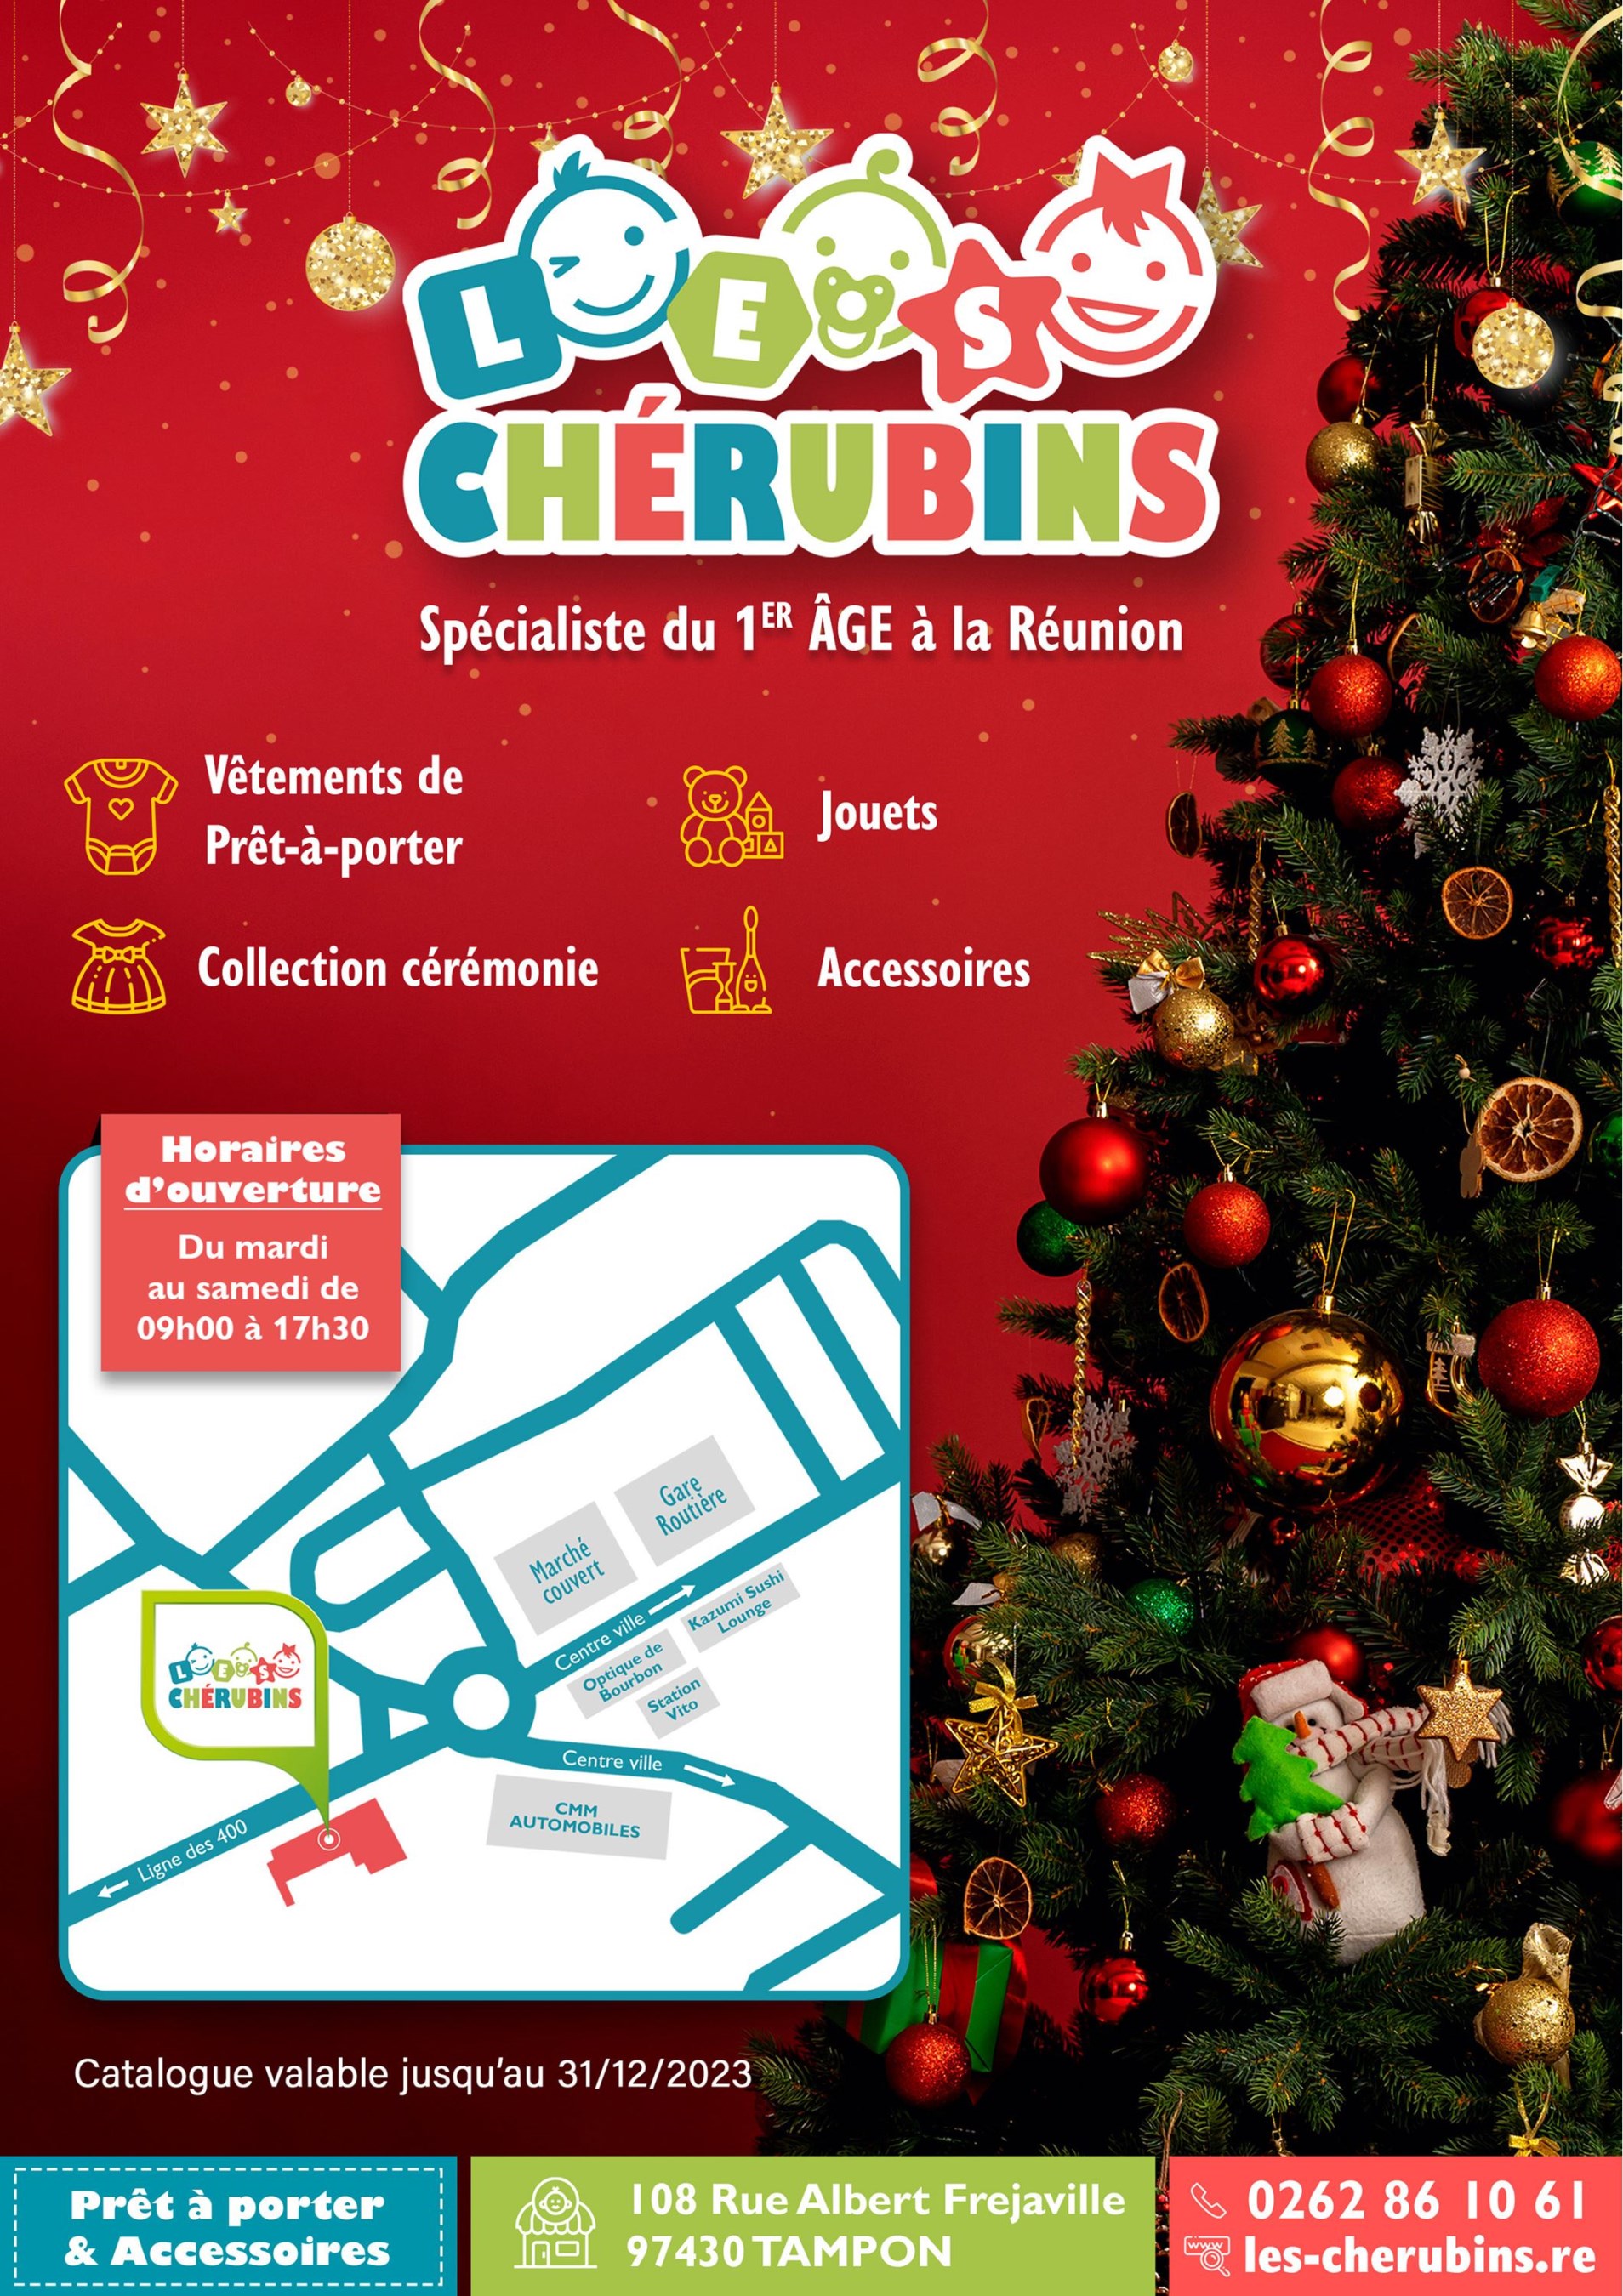 LES
CHÉRUBINS
Spécialiste du 1ER ÂGE à la Réunion
Vêtements de
Prêt-à-porter
Jouets
Collection cérémonie
Accessoires
Horaires
d'ouverture
Du mardi
au samedi de
09h00 à 17h30
Gare
Routière
Marché
couvert
Centre ville
Kazumi Sushi
Lounge
Optique de
Bourbon
Station
Vito
LES
CHÉRUBINS
Centre ville
CMM
AUTOMOBILES
Ligne des 400
Catalogue valable jusqu'au 31/12/2023
Prêt à porter
& Accessoires
108 Rue Albert Frejaville
97430 TAMPON
0262 86 10 61
www
les-cherubins.re